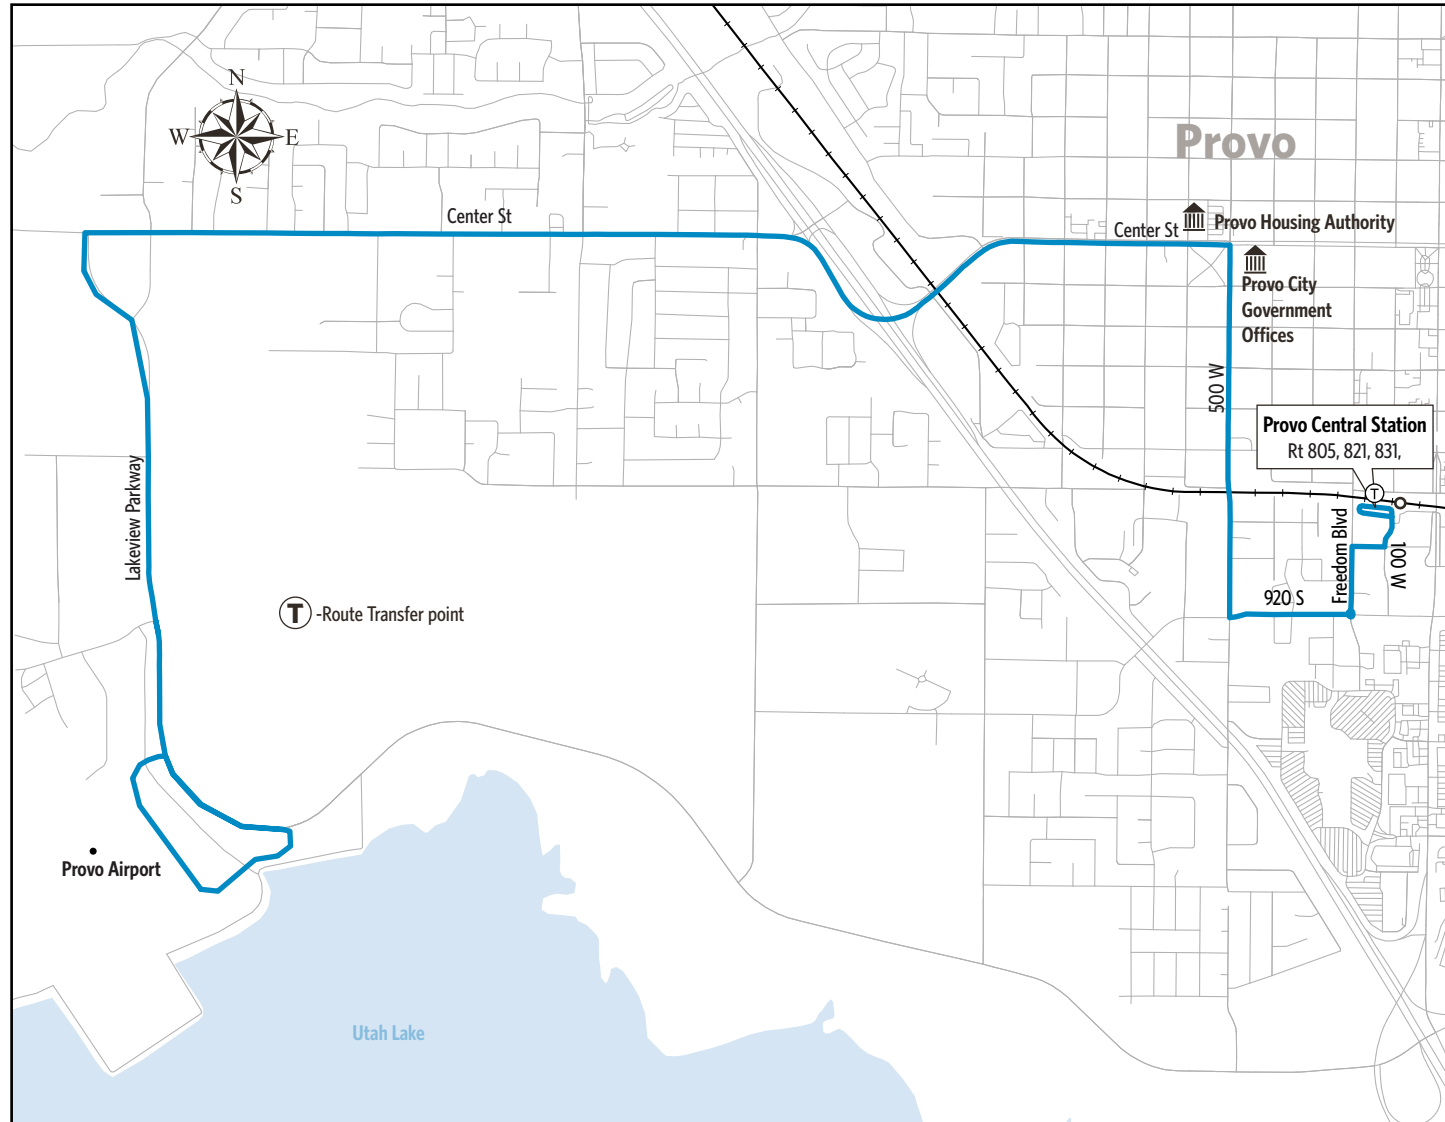 N
W
E
S
Provo
Center St
Center St
Provo Housing Authority
Provo City
Government
Offices
500 W
Provo Central Station
Rt 805, 821, 831,
T
Freedom Blvd
100 W
920 S
Lakeview Parkway
T -Route Transfer point
Provo Airport
Utah Lake